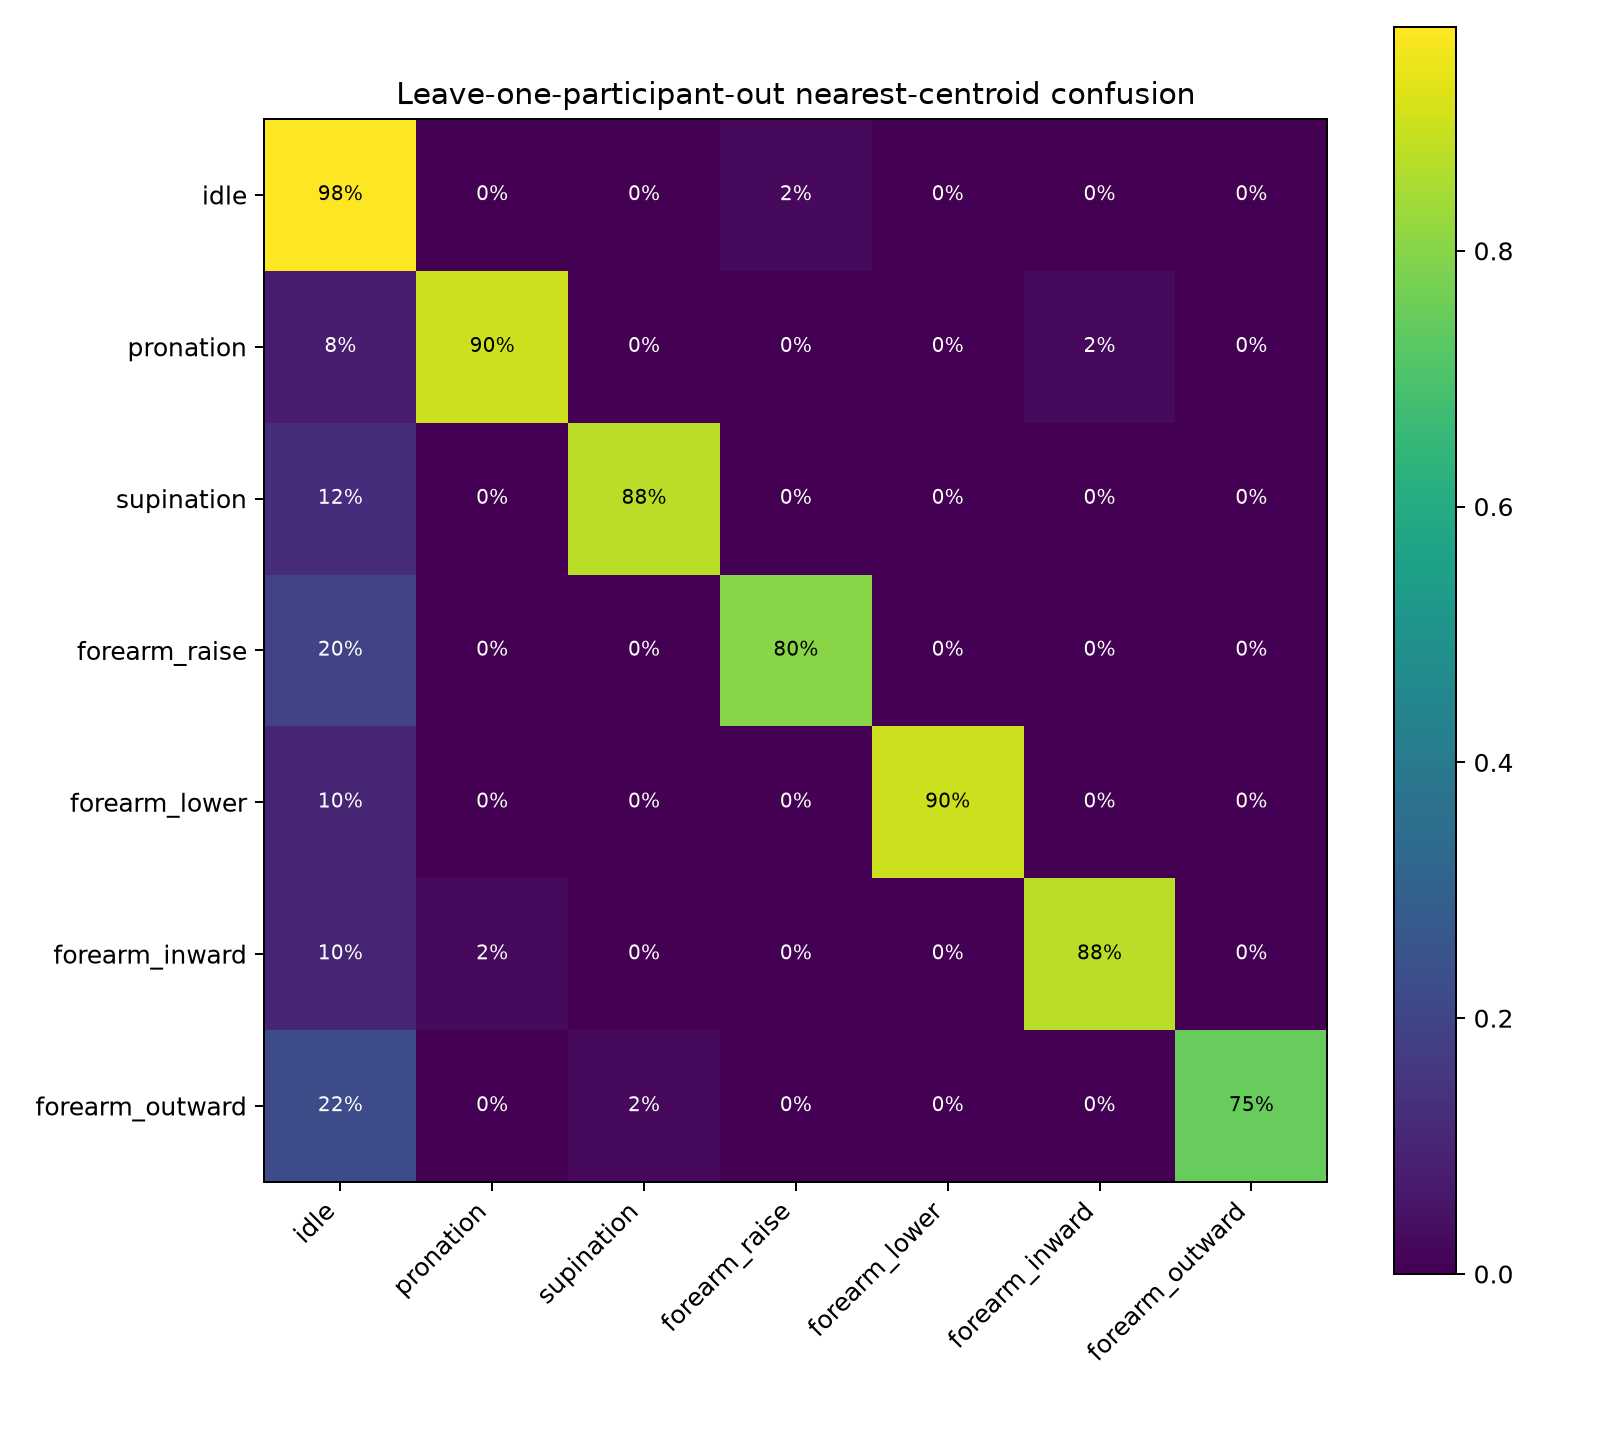 Leave-one-participant-out nearest-centroid confusion
idle 98% 0% 0% 2% 0% 0% 0%
pronation 8% 90% 0% 0% 0% 2% 0%
supination 12% 0% 88% 0% 0% 0% 0%
forearm_raise 20% 0% 0% 80% 0% 0% 0%
forearm_lower 10% 0% 0% 0% 90% 0% 0%
forearm_inward 10% 2% 0% 0% 0% 88% 0%
forearm_outward 22% 0% 2% 0% 0% 0% 75%
idle pronation supination forearm_raise forearm_lower forearm_inward forearm_outward
0.8
0.6
0.4
0.2
0.0